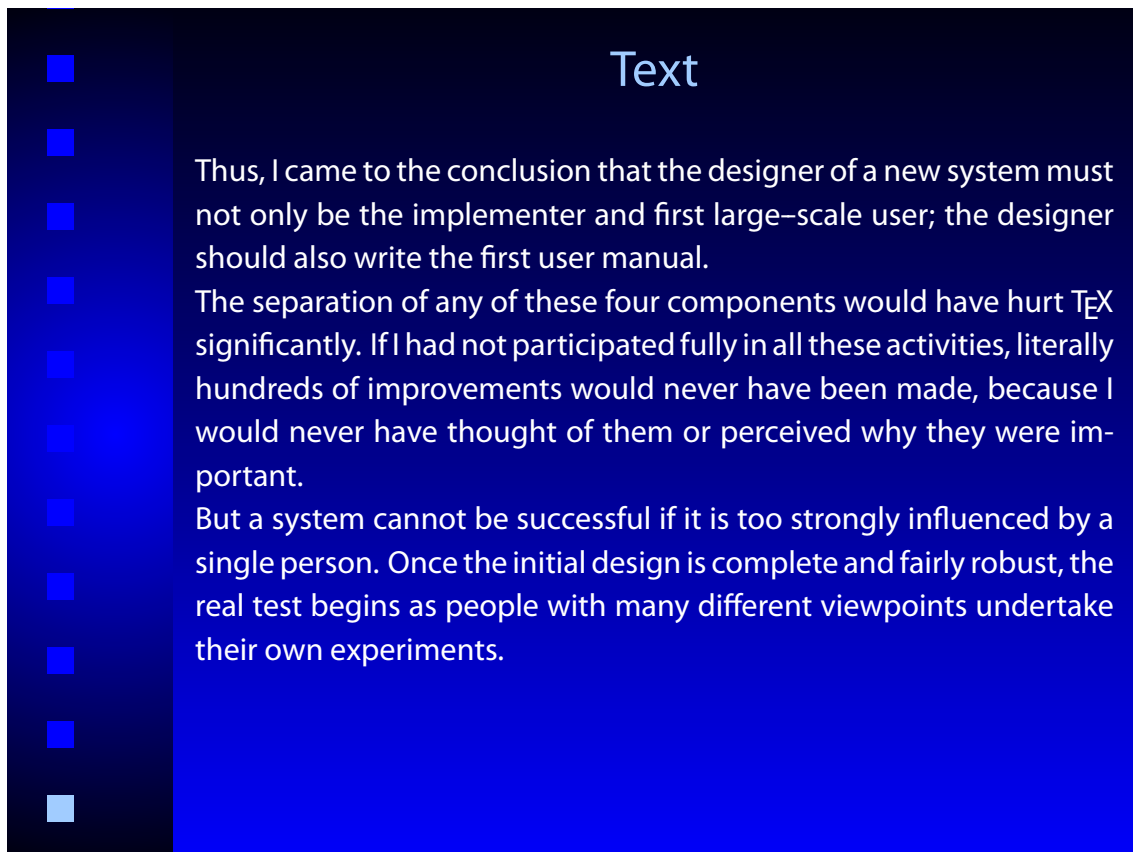 Text
Thus, I came to the conclusion that the designer of a new system must
not only be the implementer and first large–scale user; the designer
should also write the first user manual.
The separation of any of these four components would have hurt TEX
significantly. If I had not participated fully in all these activities, literally
hundreds of improvements would never have been made, because I
would never have thought of them or perceived why they were im-
portant.
But a system cannot be successful if it is too strongly influenced by a
single person. Once the initial design is complete and fairly robust, the
real test begins as people with many different viewpoints undertake
their own experiments.